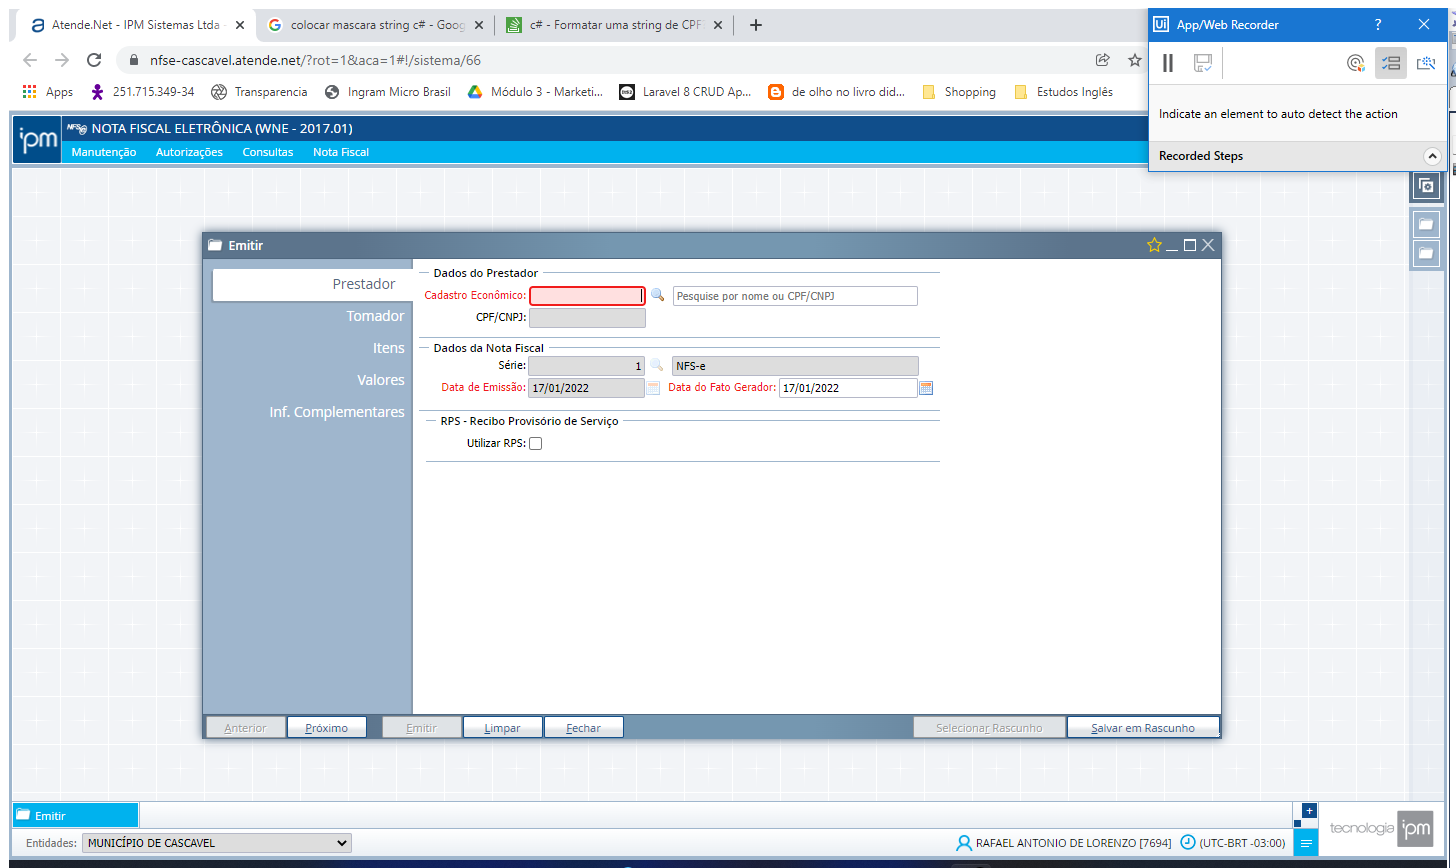 Atende.Net - IPM Sistemas Ltda
colocar mascara string c# - Goog
c# - Formatar uma string de CPF
nfse-cascavel.atende.net/?rot=1&aca=1#!/sistema/66
Apps 251.715.349-34 Transparencia Ingram Micro Brasil Módulo 3 - Marketi... Laravel 8 CRUD Ap... de olho no livro did... Shopping Estudos Inglês
Ui App/Web Recorder ?
Indicate an element to auto detect the action
Recorded Steps
ipm NFS-e NOTA FISCAL ELETRÔNICA (WNE - 2017.01)
Manutenção Autorizações Consultas Nota Fiscal
Emitir
Prestador
Tomador
Itens
Valores
Inf. Complementares
Dados do Prestador
Cadastro Econômico: Pesquise por nome ou CPF/CNPJ
CPF/CNPJ:
Dados da Nota Fiscal
Série: 1 NFS-e
Data de Emissão: 17/01/2022 Data do Fato Gerador: 17/01/2022
RPS - Recibo Provisório de Serviço
Utilizar RPS:
Anterior Próximo Emitir Limpar Fechar Selecionar Rascunho Salvar em Rascunho
Emitir
Entidades: MUNICÍPIO DE CASCAVEL RAFAEL ANTONIO DE LORENZO [7694] (UTC-BRT -03:00)
tecnologia ipm